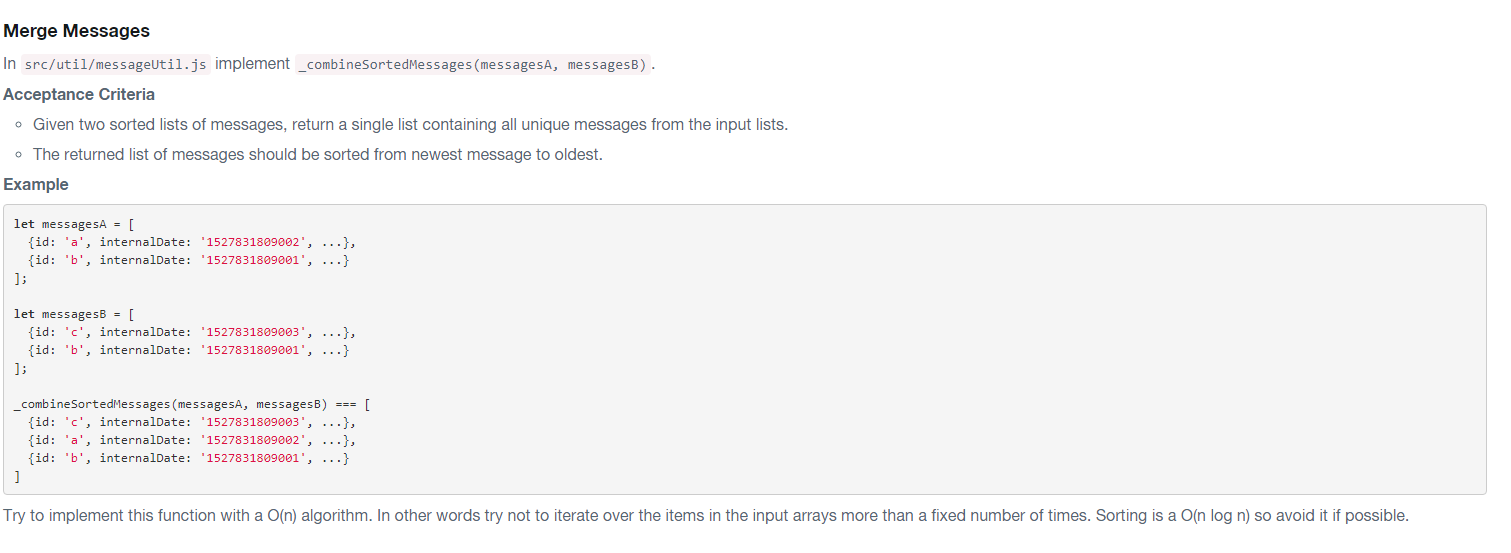 Merge Messages
In src/util/messageUtil.js implement _combineSortedMessages(messagesA, messagesB).
Acceptance Criteria
Given two sorted lists of messages, return a single list containing all unique messages from the input lists.
The returned list of messages should be sorted from newest message to oldest.
Example
let messagesA = [
{id: 'a', internalDate: '1527831809002', ...},
{id: 'b', internalDate: '1527831809001', ...}
];
let messagesB = [
{id: 'c', internalDate: '1527831809003', ...},
{id: 'b', internalDate: '1527831809001', ...}
];
_combineSortedMessages(messagesA, messagesB) === [
{id: 'c', internalDate: '1527831809003', ...},
{id: 'a', internalDate: '1527831809002', ...},
{id: 'b', internalDate: '1527831809001', ...}
]
Try to implement this function with a O(n) algorithm. In other words try not to iterate over the items in the input arrays more than a fixed number of times. Sorting is a O(n log n) so avoid it if possible.